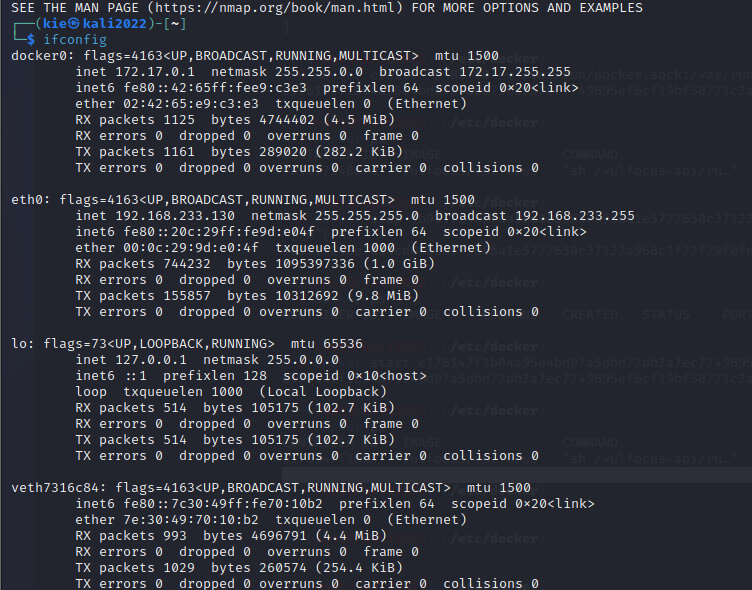 SEE THE MAN PAGE (https://nmap.org/book/man.html) FOR MORE OPTIONS AND EXAMPLES
┌──(kie㉿kali2022)-[~]
└─$ ifconfig
docker0: flags=4163<UP,BROADCAST,RUNNING,MULTICAST>  mtu 1500
        inet 172.17.0.1  netmask 255.255.0.0  broadcast 172.17.255.255
        inet6 fe80::42:65ff:fee9:c3e3  prefixlen 64  scopeid 0×20<link>
        ether 02:42:65:e9:c3:e3  txqueuelen 0  (Ethernet)
        RX packets 1125  bytes 4744402 (4.5 MiB)
        RX errors 0  dropped 0  overruns 0  frame 0
        TX packets 1161  bytes 289020 (282.2 KiB)
        TX errors 0  dropped 0 overruns 0  carrier 0  collisions 0
eth0: flags=4163<UP,BROADCAST,RUNNING,MULTICAST>  mtu 1500
        inet 192.168.233.130  netmask 255.255.255.0  broadcast 192.168.233.255
        inet6 fe80::20c:29ff:fe9d:e04f  prefixlen 64  scopeid 0×20<link>
        ether 00:0c:29:9d:e0:4f  txqueuelen 1000  (Ethernet)
        RX packets 744232  bytes 1095397336 (1.0 GiB)
        RX errors 0  dropped 0  overruns 0  frame 0
        TX packets 155857  bytes 10312692 (9.8 MiB)
        TX errors 0  dropped 0 overruns 0  carrier 0  collisions 0
lo: flags=73<UP,LOOPBACK,RUNNING>  mtu 65536
        inet 127.0.0.1  netmask 255.0.0.0
        inet6 ::1  prefixlen 128  scopeid 0×10<host>
        loop  txqueuelen 1000  (Local Loopback)
        RX packets 514  bytes 105175 (102.7 KiB)
        RX errors 0  dropped 0  overruns 0  frame 0
        TX packets 514  bytes 105175 (102.7 KiB)
        TX errors 0  dropped 0 overruns 0  carrier 0  collisions 0
veth7316c84: flags=4163<UP,BROADCAST,RUNNING,MULTICAST>  mtu 1500
        inet6 fe80::7c30:49ff:fe70:10b2  prefixlen 64  scopeid 0×20<link>
        ether 7e:30:49:70:10:b2  txqueuelen 0  (Ethernet)
        RX packets 993  bytes 4696791 (4.4 MiB)
        RX errors 0  dropped 0  overruns 0  frame 0
        TX packets 1029  bytes 260574 (254.4 KiB)
        TX errors 0  dropped 0 overruns 0  carrier 0  collisions 0